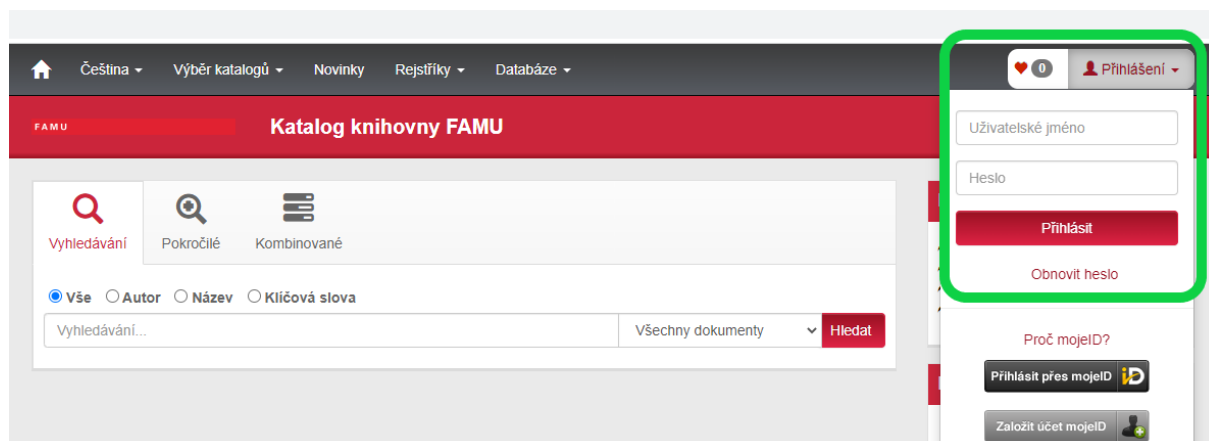 Čeština
Výběr katalogů
Novinky
Rejstříky
Databáze
0
Přihlášení
FAMU
Katalog knihovny FAMU
Uživatelské jméno
Heslo
Přihlásit
Obnovit heslo
Vyhledávání
Pokročilé
Kombinované
Vše
Autor
Název
Klíčová slova
Vyhledávání...
Všechny dokumenty
Hledat
Proč mojeID?
Přihlásit přes mojeID
Založit účet mojeID